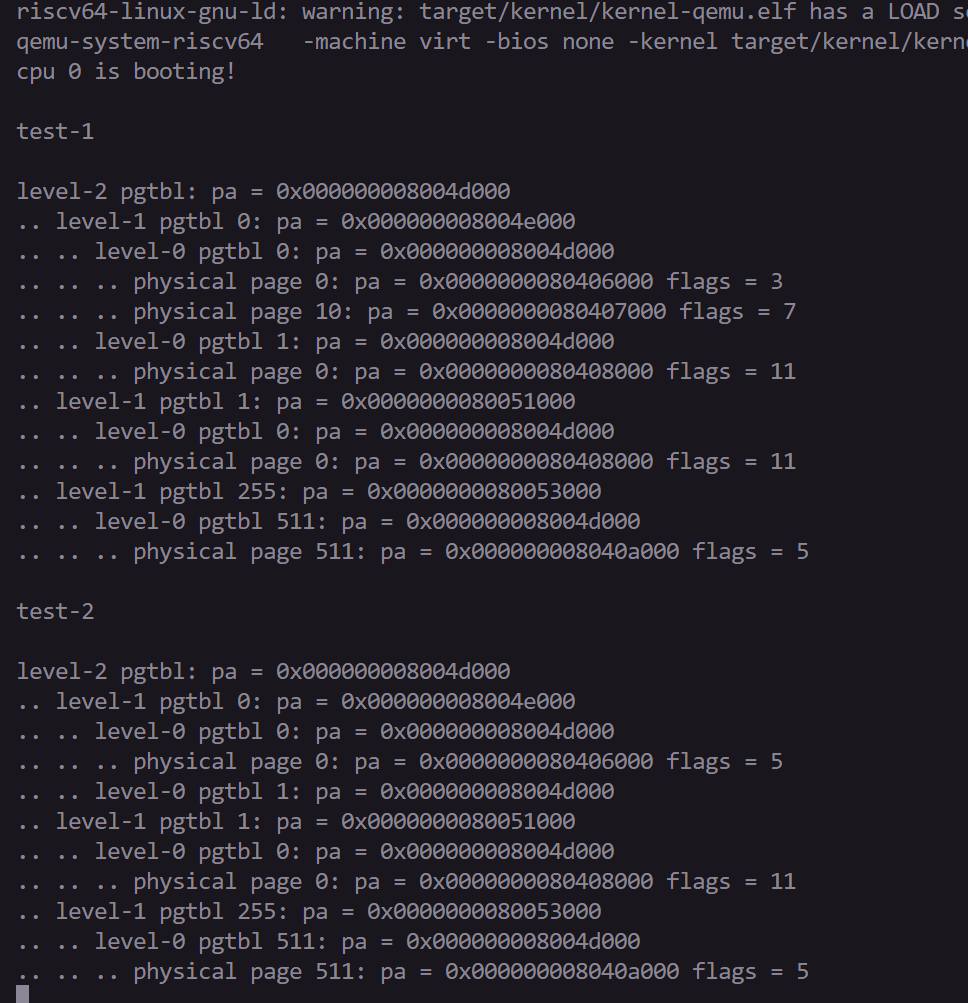 riscv64-linux-gnu-ld: warning: target/kernel/kernel-qemu.elf has a LOAD
qemu-system-riscv64   -machine virt -bios none -kernel
cpu 0 is booting!
test-1
level-2 pgtbl: pa = 0x000000008004d000
.. level-1 pgtbl 0: pa = 0x000000008004e000
.. .. level-0 pgtbl 0: pa = 0x000000008004d000
.. .. .. physical page 0: pa = 0x0000000080406000 flags = 3
.. .. .. physical page 10: pa = 0x0000000080407000 flags = 7
.. .. level-0 pgtbl 1: pa = 0x000000008004d000
.. .. .. physical page 0: pa = 0x0000000080408000 flags = 11
.. level-1 pgtbl 1: pa = 0x0000000080051000
.. .. level-0 pgtbl 0: pa = 0x000000008004d000
.. .. .. physical page 0: pa = 0x0000000080408000 flags = 11
.. level-1 pgtbl 255: pa = 0x0000000080053000
.. .. level-0 pgtbl 511: pa = 0x000000008004d000
.. .. .. physical page 511: pa = 0x000000008040a000 flags = 5
test-2
level-2 pgtbl: pa = 0x000000008004d000
.. level-1 pgtbl 0: pa = 0x000000008004e000
.. .. level-0 pgtbl 0: pa = 0x000000008004d000
.. .. .. physical page 0: pa = 0x0000000080406000 flags = 5
.. .. level-0 pgtbl 1: pa = 0x000000008004d000
.. level-1 pgtbl 1: pa = 0x0000000080051000
.. .. level-0 pgtbl 0: pa = 0x000000008004d000
.. .. .. physical page 0: pa = 0x0000000080408000 flags = 11
.. level-1 pgtbl 255: pa = 0x0000000080053000
.. .. level-0 pgtbl 511: pa = 0x000000008004d000
.. .. .. physical page 511: pa = 0x000000008040a000 flags = 5